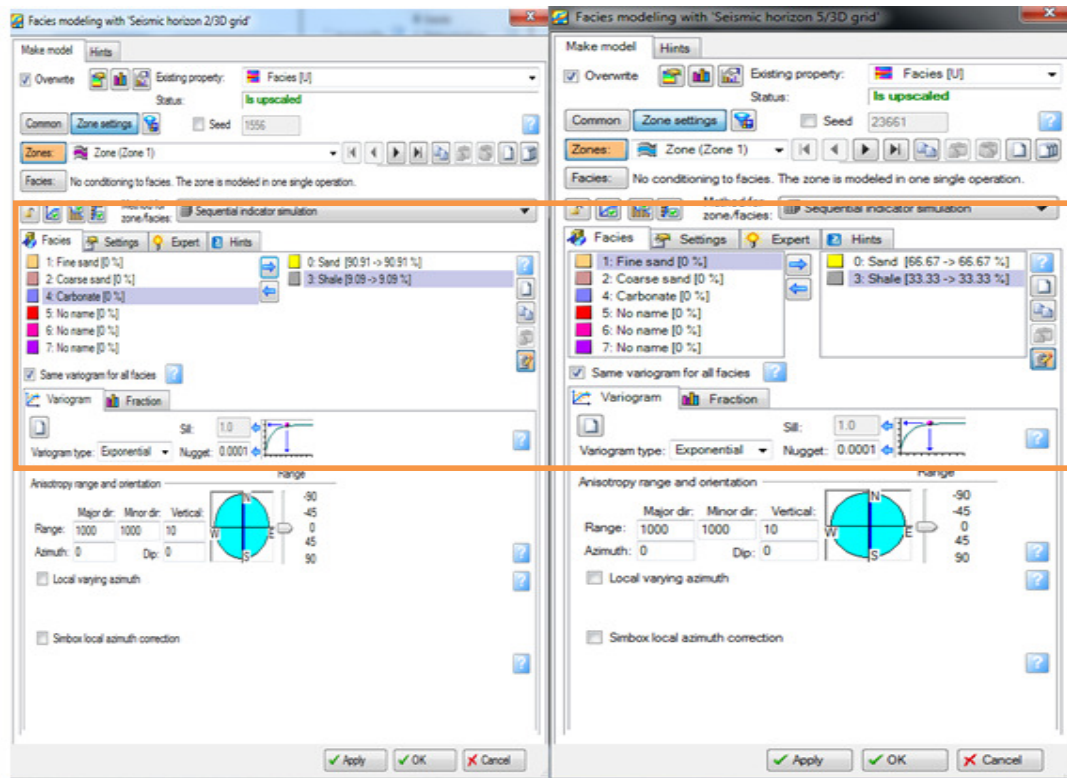 Facies modeling with 'Seismic horizon 2/3D grid'
Make model Hints
Overwrite Existing property: Facies [U]
Status: Is upscaled
Common Zone settings Seed 1556
Zones: Zone (Zone 1)
Facies: No conditioning to facies. The zone is modeled in one single operation.
Method for
zone/facies: Sequential indicator simulation
Facies Settings Expert Hints
1: Fine sand [0 %]
2: Coarse sand [0 %]
4: Carbonate [0 %]
5: No name [0 %]
6: No name [0 %]
7: No name [0 %]
0: Sand [90.91 -> 90.91 %]
3: Shale [9.09 -> 9.09 %]
Same variogram for all facies
Variogram Fraction
Sill: 1.0
Variogram type: Exponential Nugget: 0.0001
Anisotropy range and orientation
Range
Major dir: Minor dir: Vertical:
Range: 1000 1000 10
Azimuth: 0 Dip: 0
N
W E
S
-90
-45
0
45
90
Local varying azimuth
Simbox local azimuth correction
Apply OK Cancel
Facies modeling with 'Seismic horizon 5/3D grid'
Make model Hints
Overwrite Existing property: Facies [U]
Status: Is upscaled
Common Zone settings Seed 23661
Zones: Zone (Zone 1)
Facies: No conditioning to facies. The zone is modeled in one single operation.
Method for
zone/facies: Sequential indicator simulation
Facies Settings Expert Hints
1: Fine sand [0 %]
2: Coarse sand [0 %]
4: Carbonate [0 %]
5: No name [0 %]
6: No name [0 %]
7: No name [0 %]
0: Sand [66.67 -> 66.67 %]
3: Shale [33.33 -> 33.33 %]
Same variogram for all facies
Variogram Fraction
Sill: 1.0
Variogram type: Exponential Nugget: 0.0001
Anisotropy range and orientation
Range
Major dir: Minor dir: Vertical:
Range: 1000 1000 10
Azimuth: 0 Dip: 0
N
W E
S
-90
-45
0
45
90
Local varying azimuth
Simbox local azimuth correction
Apply OK Cancel